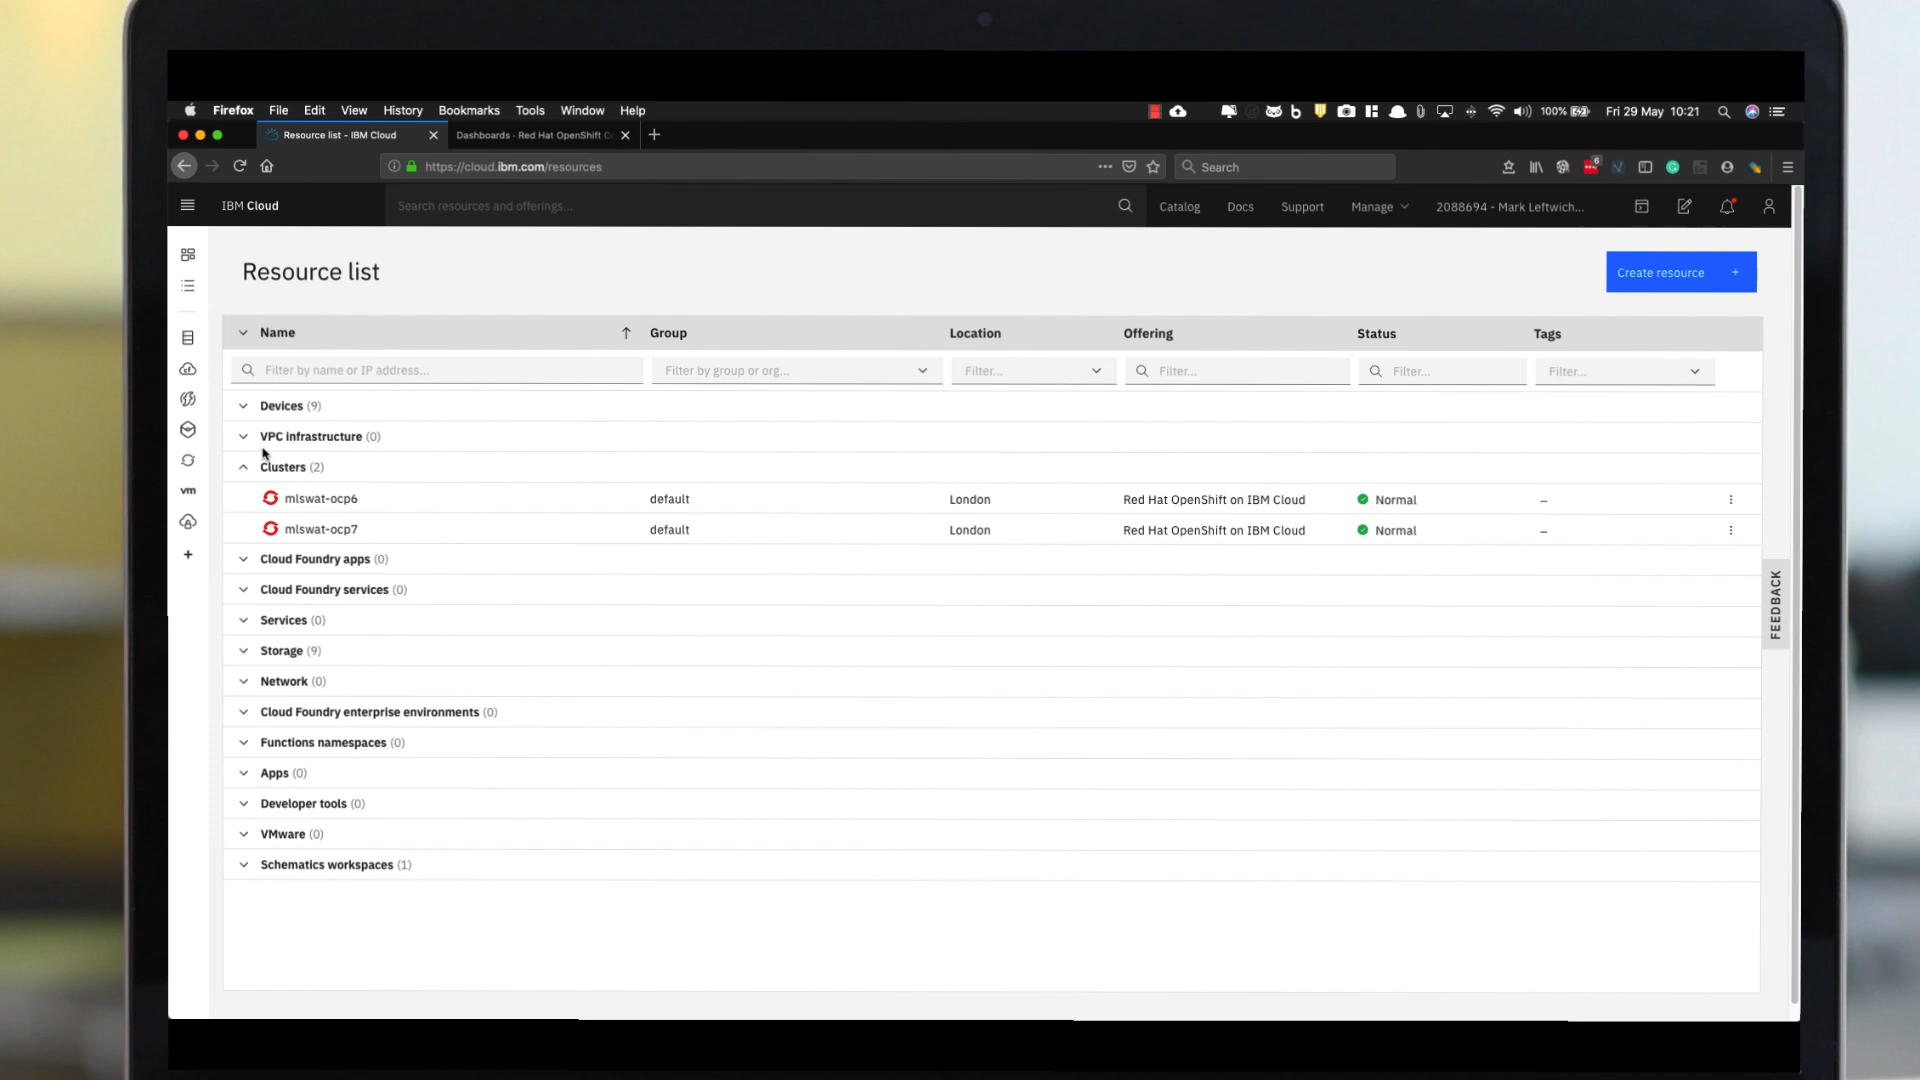 Firefox File Edit View History Bookmarks Tools Window Help 100% Fri 29 May 10:21
Resource list - IBM Cloud Dashboards - Red Hat OpenShift C
https://cloud.ibm.com/resources Search 6
IBM Cloud Search resources and offerings... Catalog Docs Support Manage 2088694 - Mark Leftwich...
Resource list Create resource +
Name Group Location Offering Status Tags
Filter by name or IP address... Filter by group or org... Filter... Filter... Filter... Filter...
Devices (9)
VPC infrastructure (0)
Clusters (2)
mlswat-ocp6 default London Red Hat OpenShift on IBM Cloud Normal –
mlswat-ocp7 default London Red Hat OpenShift on IBM Cloud Normal –
vm
Cloud Foundry apps (0)
Cloud Foundry services (0)
Services (0)
Storage (9)
Network (0)
Cloud Foundry enterprise environments (0)
Functions namespaces (0)
Apps (0)
Developer tools (0)
VMware (0)
Schematics workspaces (1)
FEEDBACK